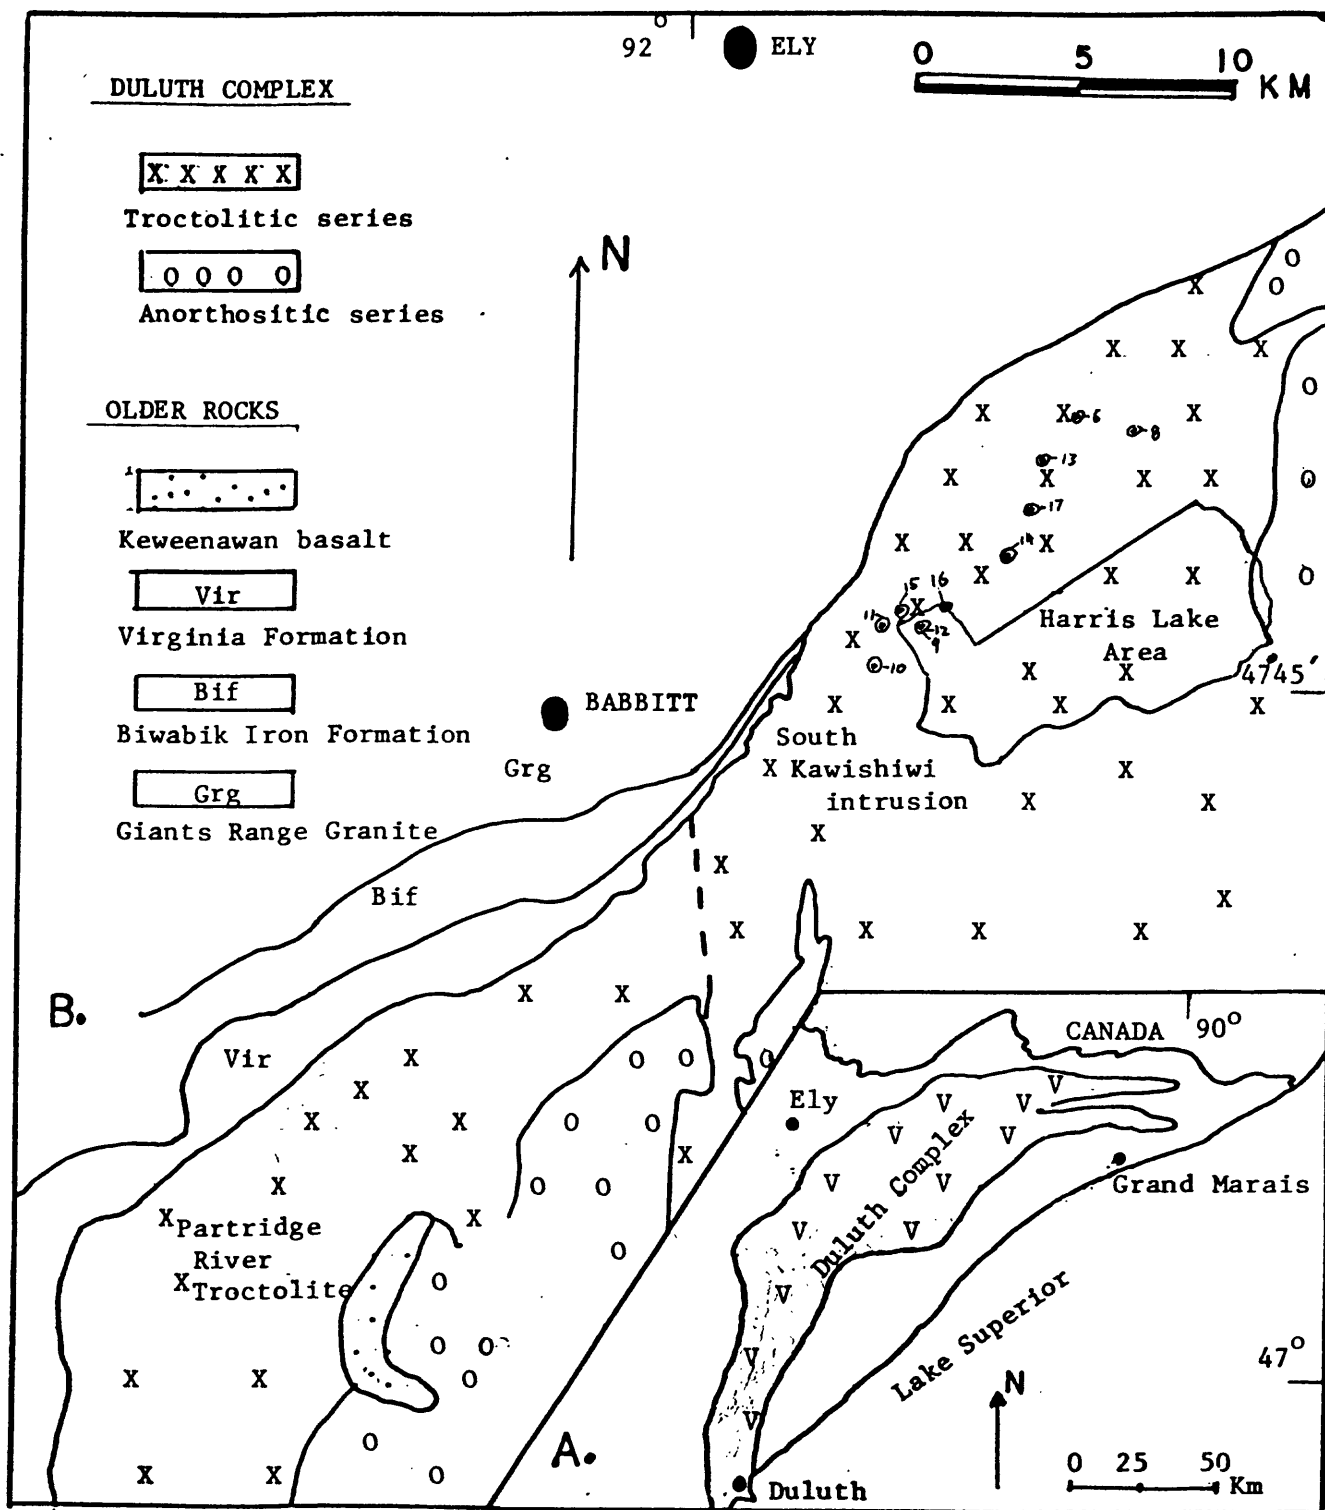 92° ELY
0 5 10 KM
DULUTH COMPLEX
X X X X X
Troctolitic series
O O O O
Anorthositic series
N
OLDER ROCKS
Keweenawan basalt
Vir
Virginia Formation
Bif
Biwabik Iron Formation
Grg
Giants Range Granite
6
8
13
17
14
15
16
11
12
9
10
Harris Lake
Area
4745′
BABBITT
Grg
South
Kawishiwi
intrusion
Bif
B.
Vir
Partridge
River
Troctolite
A.
CANADA 90°
Ely
Duluth Complex
Grand Marais
Lake Superior
47°
N
0 25 50
Km
Duluth